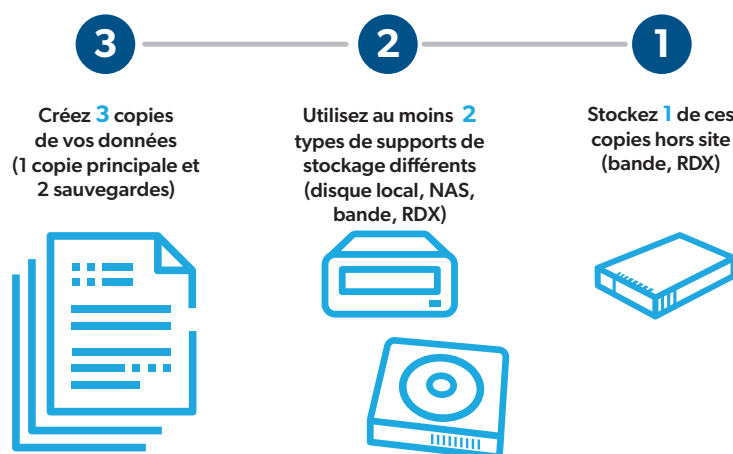 3
2
1
Créez 3 copies
de vos données
(1 copie principale et
2 sauvegardes)
Utilisez au moins 2
types de supports de
stockage différents
(disque local, NAS,
bande, RDX)
Stockez 1 de ces
copies hors site
(bande, RDX)